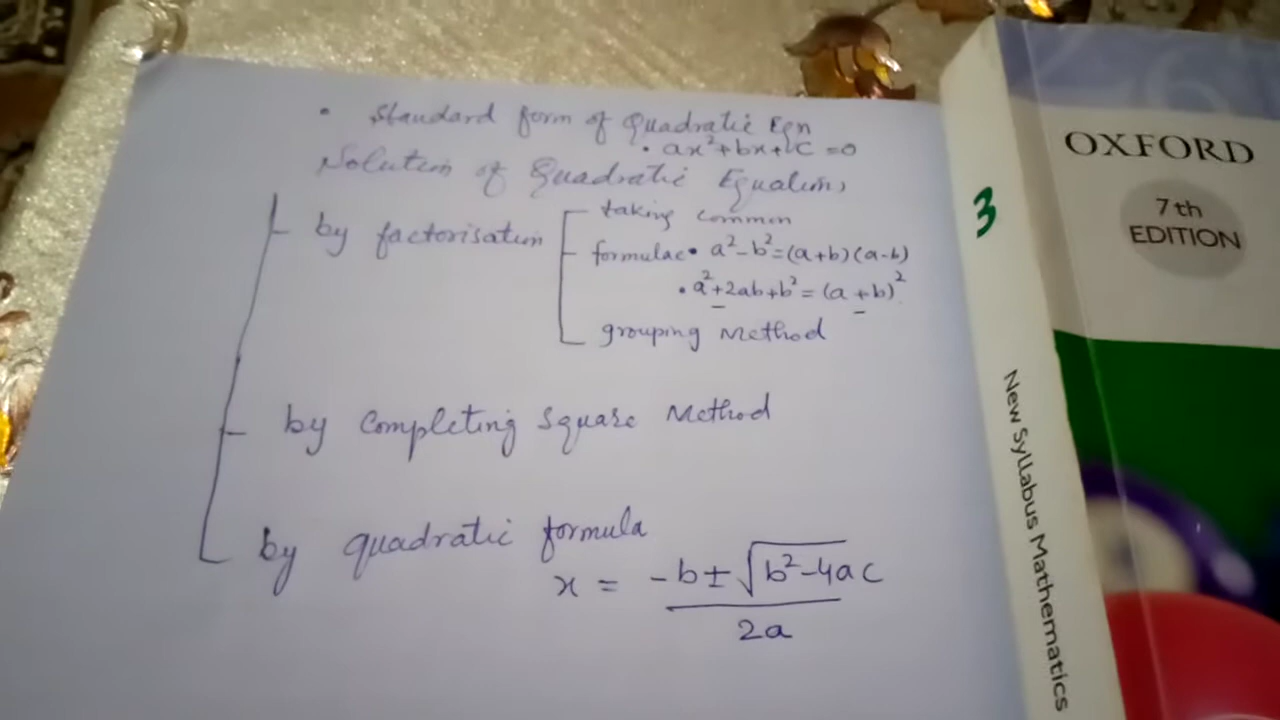 • Standard form of Quadratic Eqn
• ax²+bx+c =0
Solution of Quadratic Equations
by factorisation
taking common
formulae • a²-b²=(a+b)(a-b)
• a²±2ab+b² = (a±b)²
grouping Method
by Completing Square Method
by quadratic formula
x = -b±√b²-4ac
2a
OXFORD
7th
EDITION
3
New Syllabus Mathematics